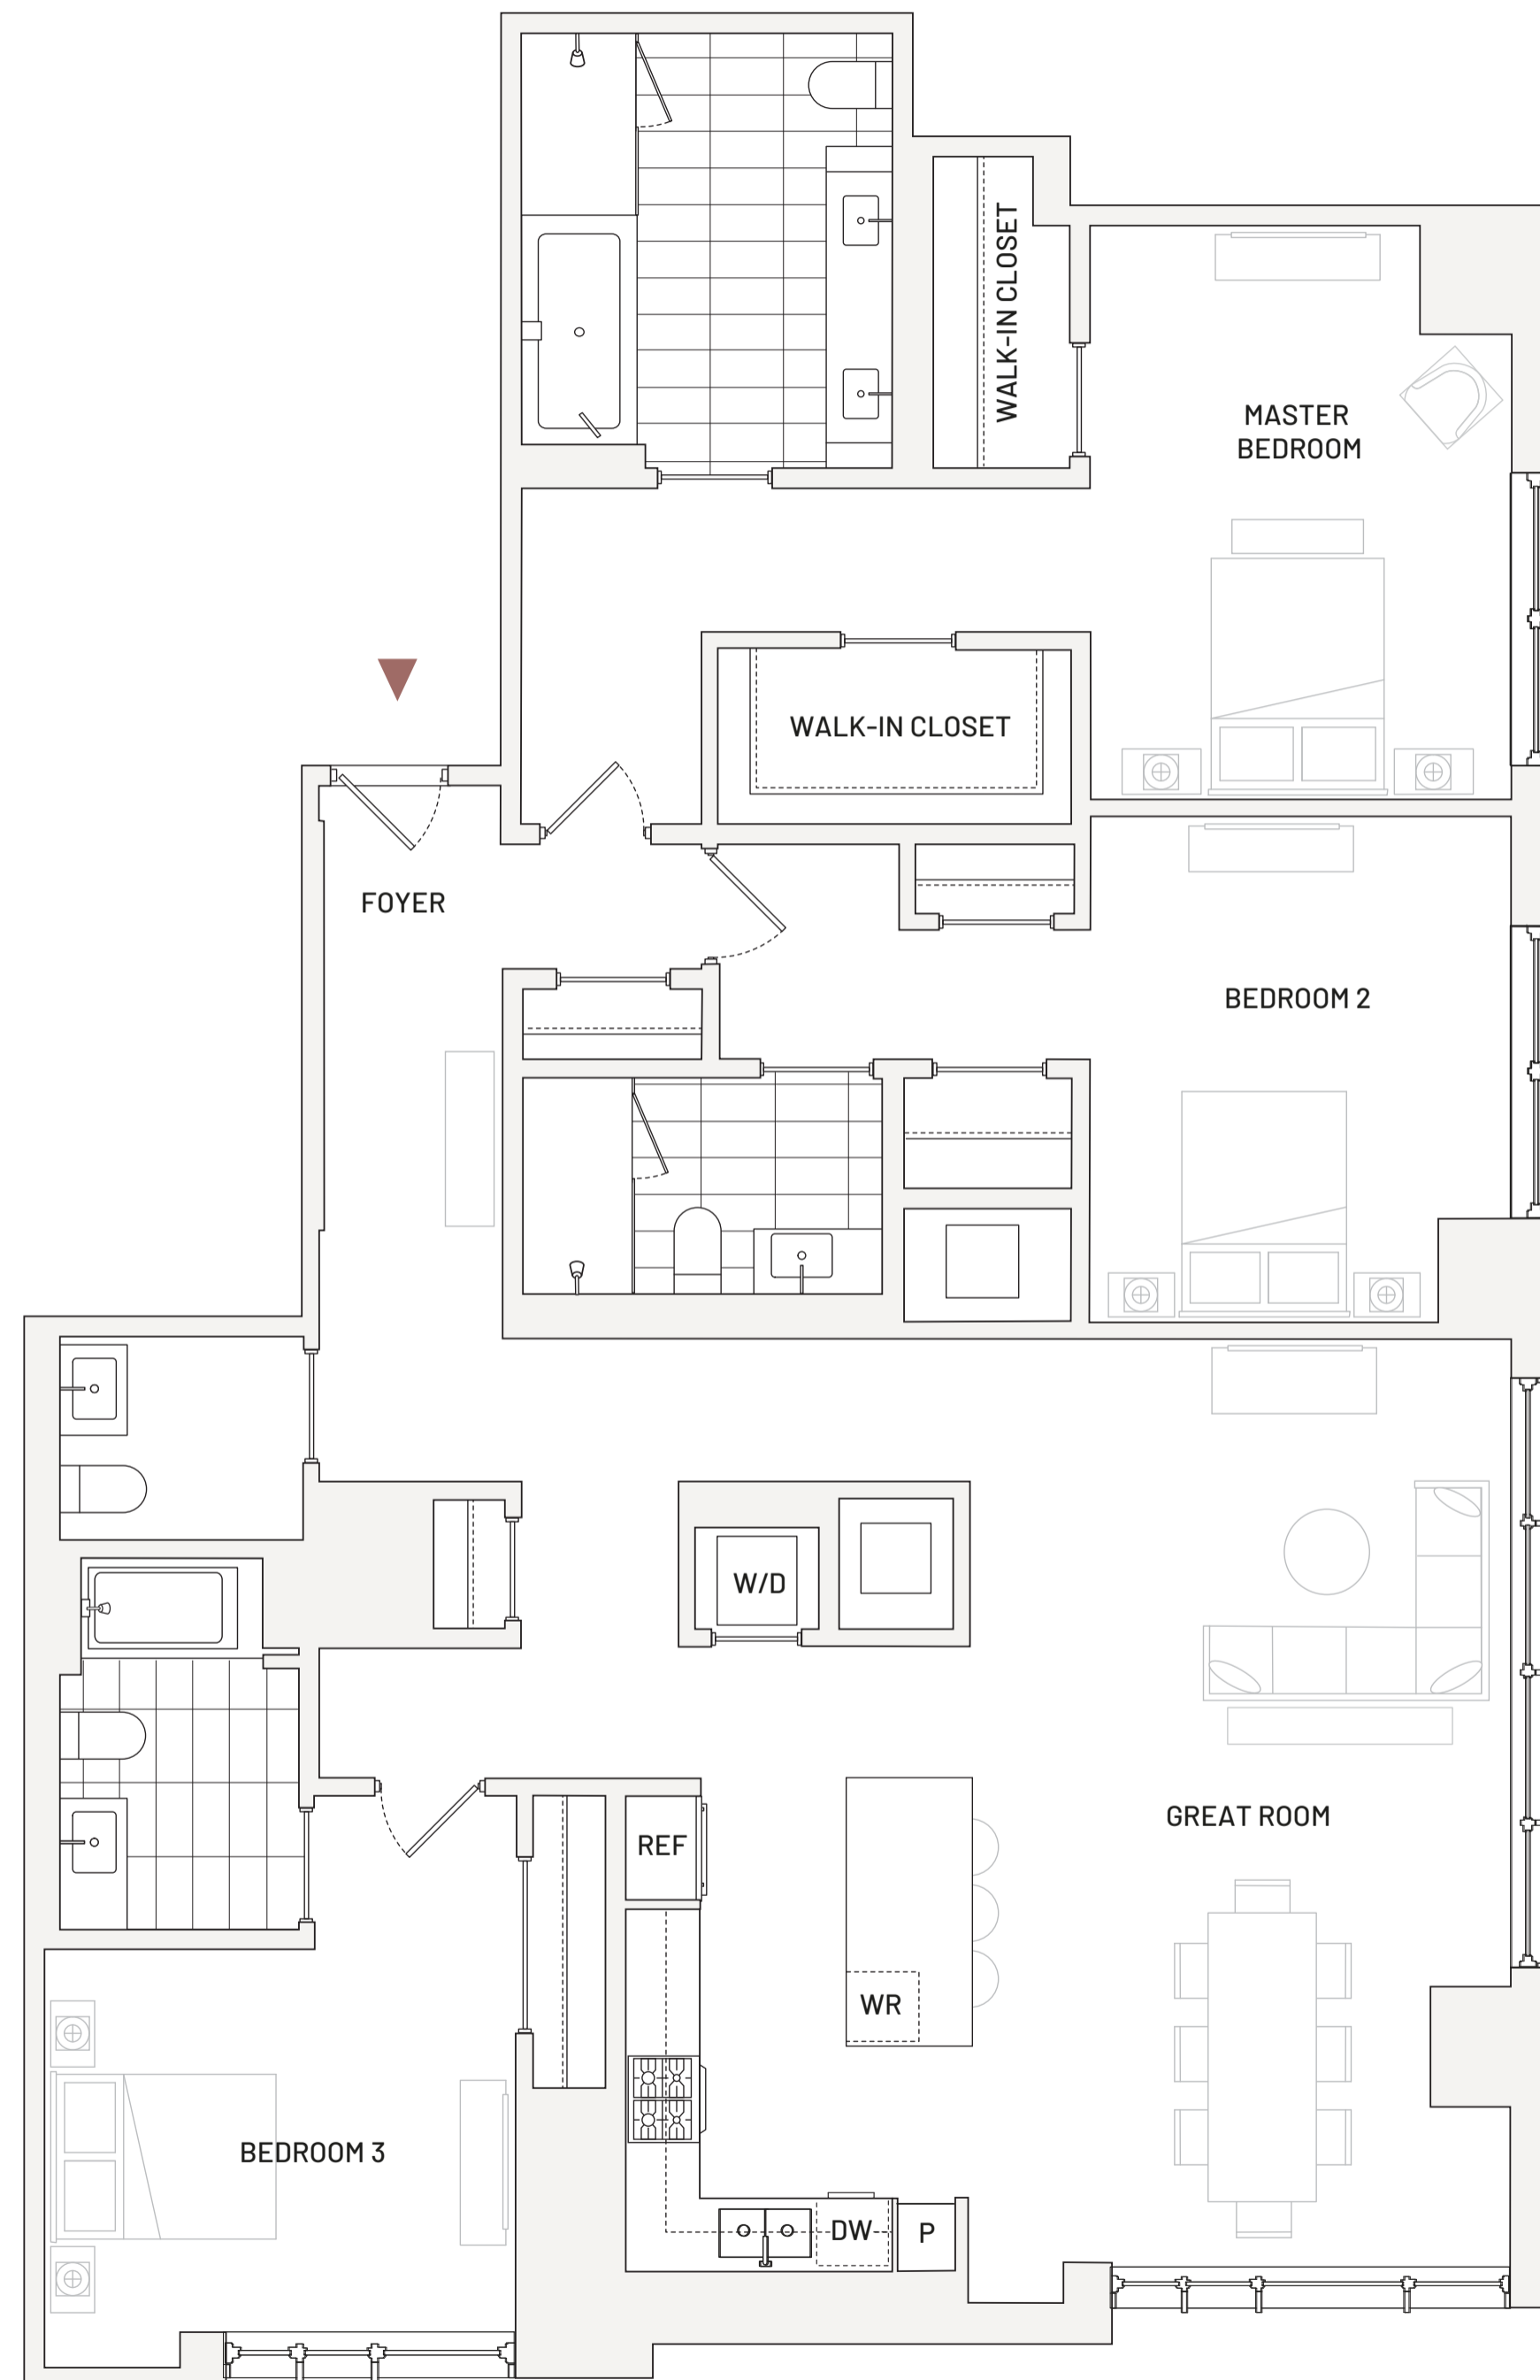 WALK-IN CLOSET
MASTER
BEDROOM
WALK-IN CLOSET
FOYER
BEDROOM 2
W/D
GREAT ROOM
REF
WR
BEDROOM 3
DW
P